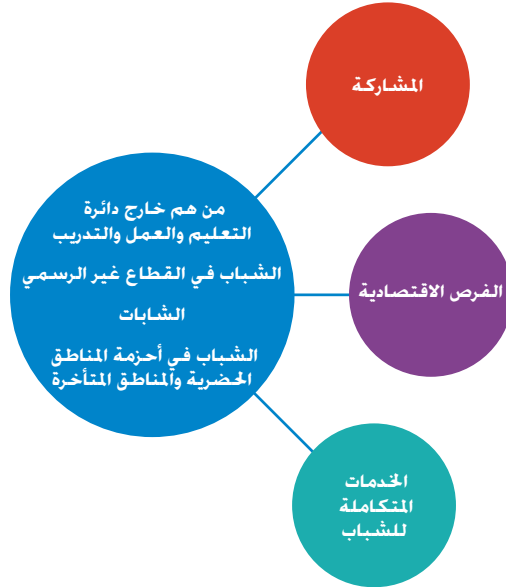 المشاركة
من هم خارج دائرة
التعليم والعمل والتدريب
الشباب في القطاع غير الرسمي
الشابات
الشباب في أحزمة المناطق
الحضرية والمناطق المتأخرة
الفرص الاقتصادية
الخدمات
المتكاملة
للشباب